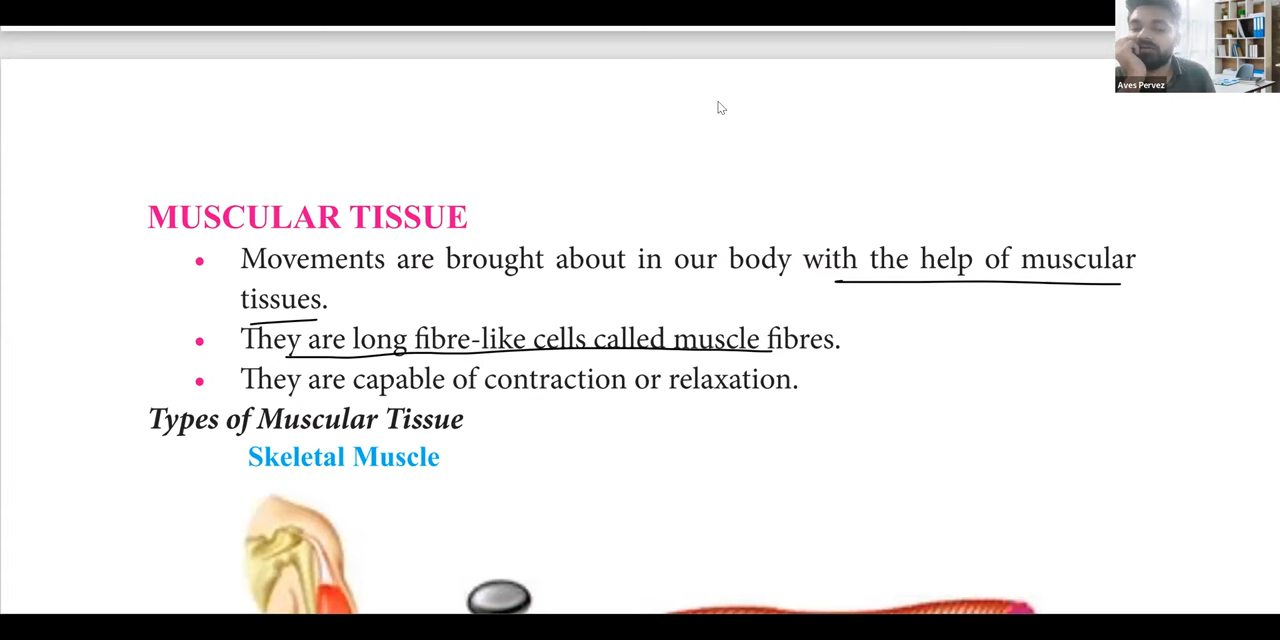 Aves Pervez
MUSCULAR TISSUE
• Movements are brought about in our body with the help of muscular
tissues.
• They are long fibre-like cells called muscle fibres.
• They are capable of contraction or relaxation.
Types of Muscular Tissue
Skeletal Muscle